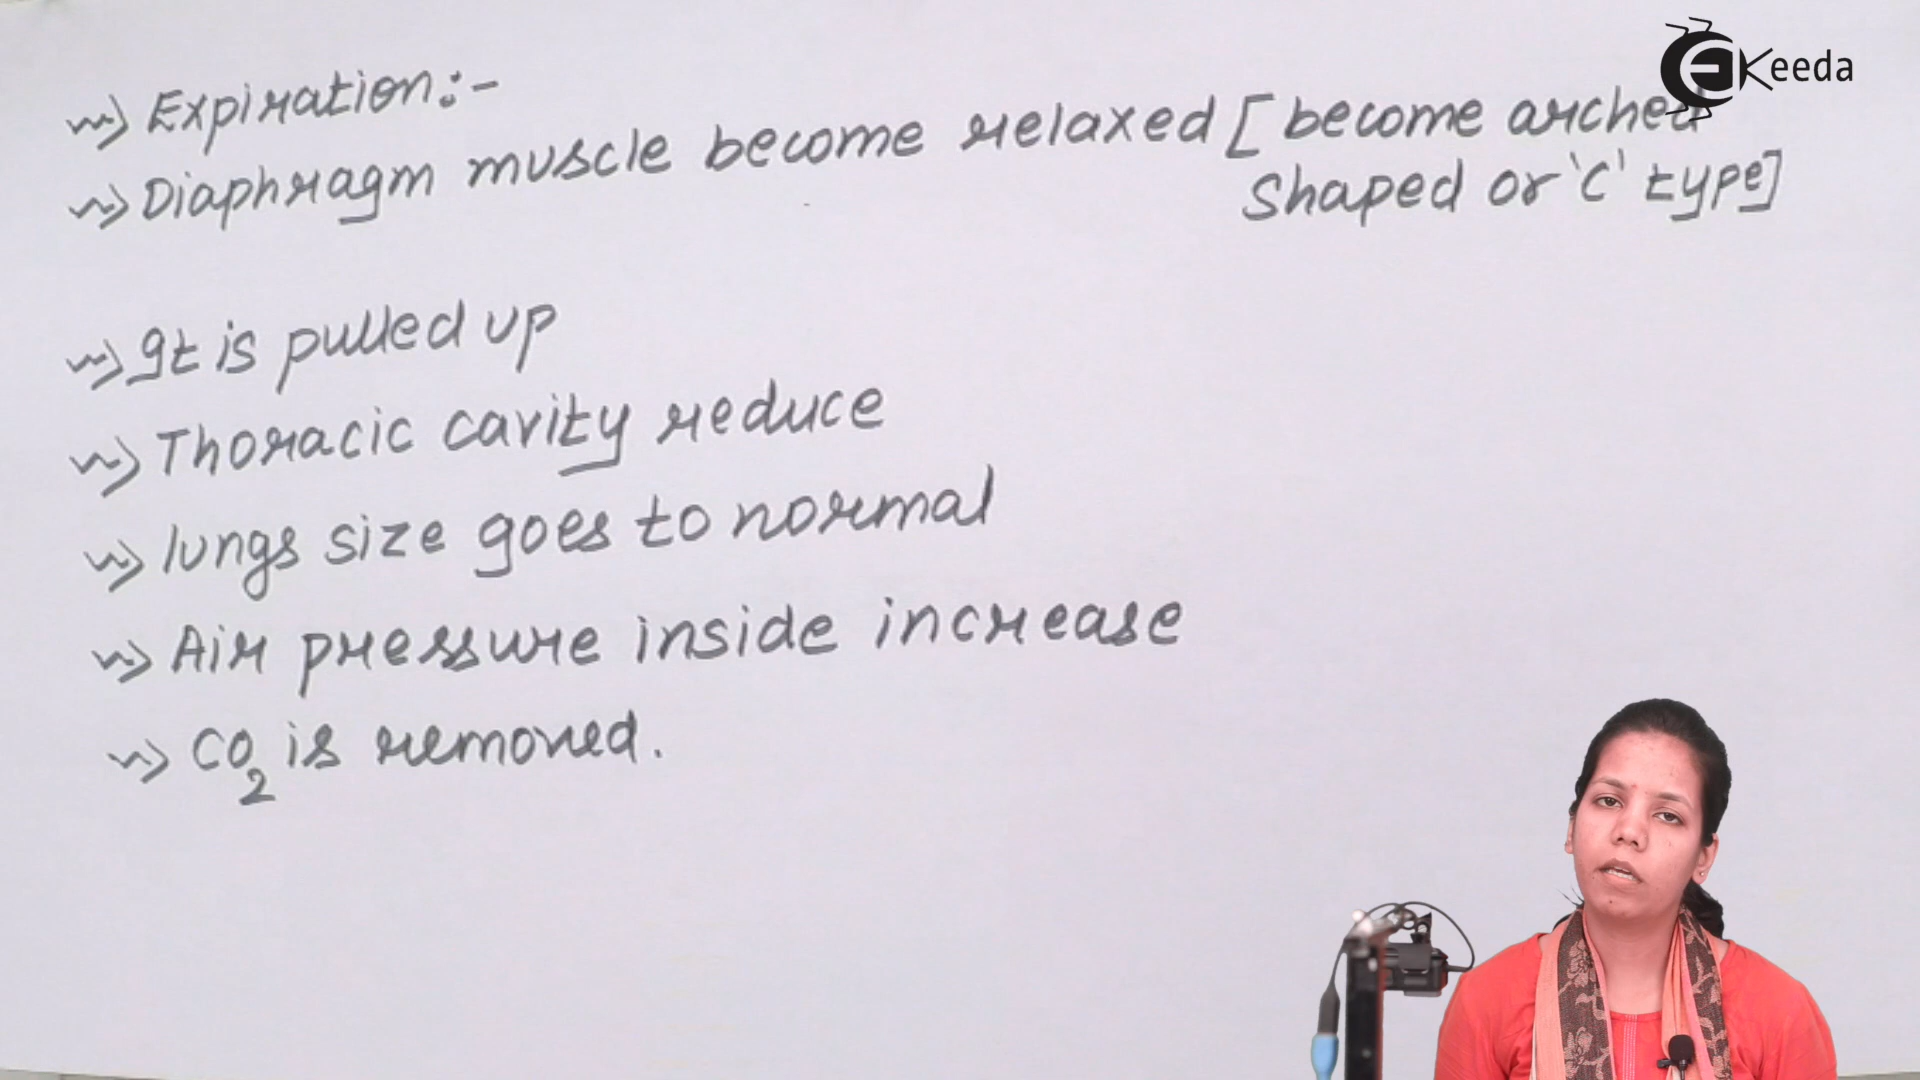 Keeda
Expiration:-
Diaphragm muscle become relaxed [become arched
Shaped or 'C' type]
It is pulled up
Thoracic cavity reduce
lungs size goes to normal
Air pressure inside increase
CO2 is removed.